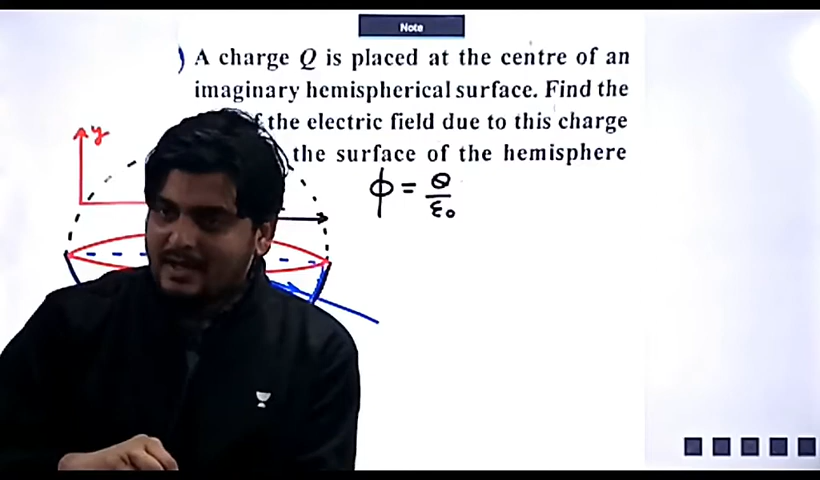 Note
) A charge Q is placed at the centre of an
imaginary hemispherical surface. Find the
the electric field due to this charge
the surface of the hemisphere
y
ϕ = Q/ε₀